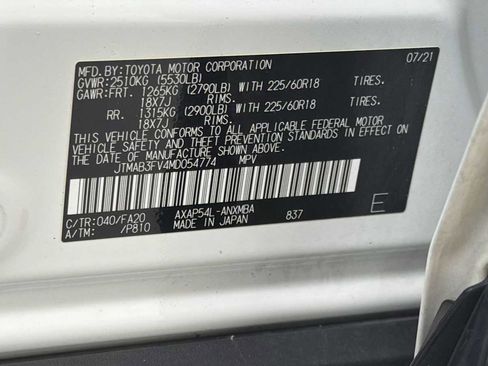 MFD.BY:TOYOTA MOTOR CORPORATION 07/21
GVWR:2510KG (5530LB)
GAWR:FRT. 1265KG (2790LB) WITH 225/60R18 TIRES.
18X7J RIMS.
RR. 1315KG (2900LB) WITH 225/60R18 TIRES.
18X7J RIMS.
THIS VEHICLE CONFORMS TO ALL APPLICABLE FEDERAL MOTOR
VEHICLE SAFETY AND THEFT PREVENTION STANDARDS IN
EFFECT ON THE DATE OF MANUFACTURE SHOWN ABOVE.
JTMAB3FV4MD054774 MPV
C/TR:040/FA20 AXAP54L-ANXMBA
A/TM: /P810 MADE IN JAPAN 837 E